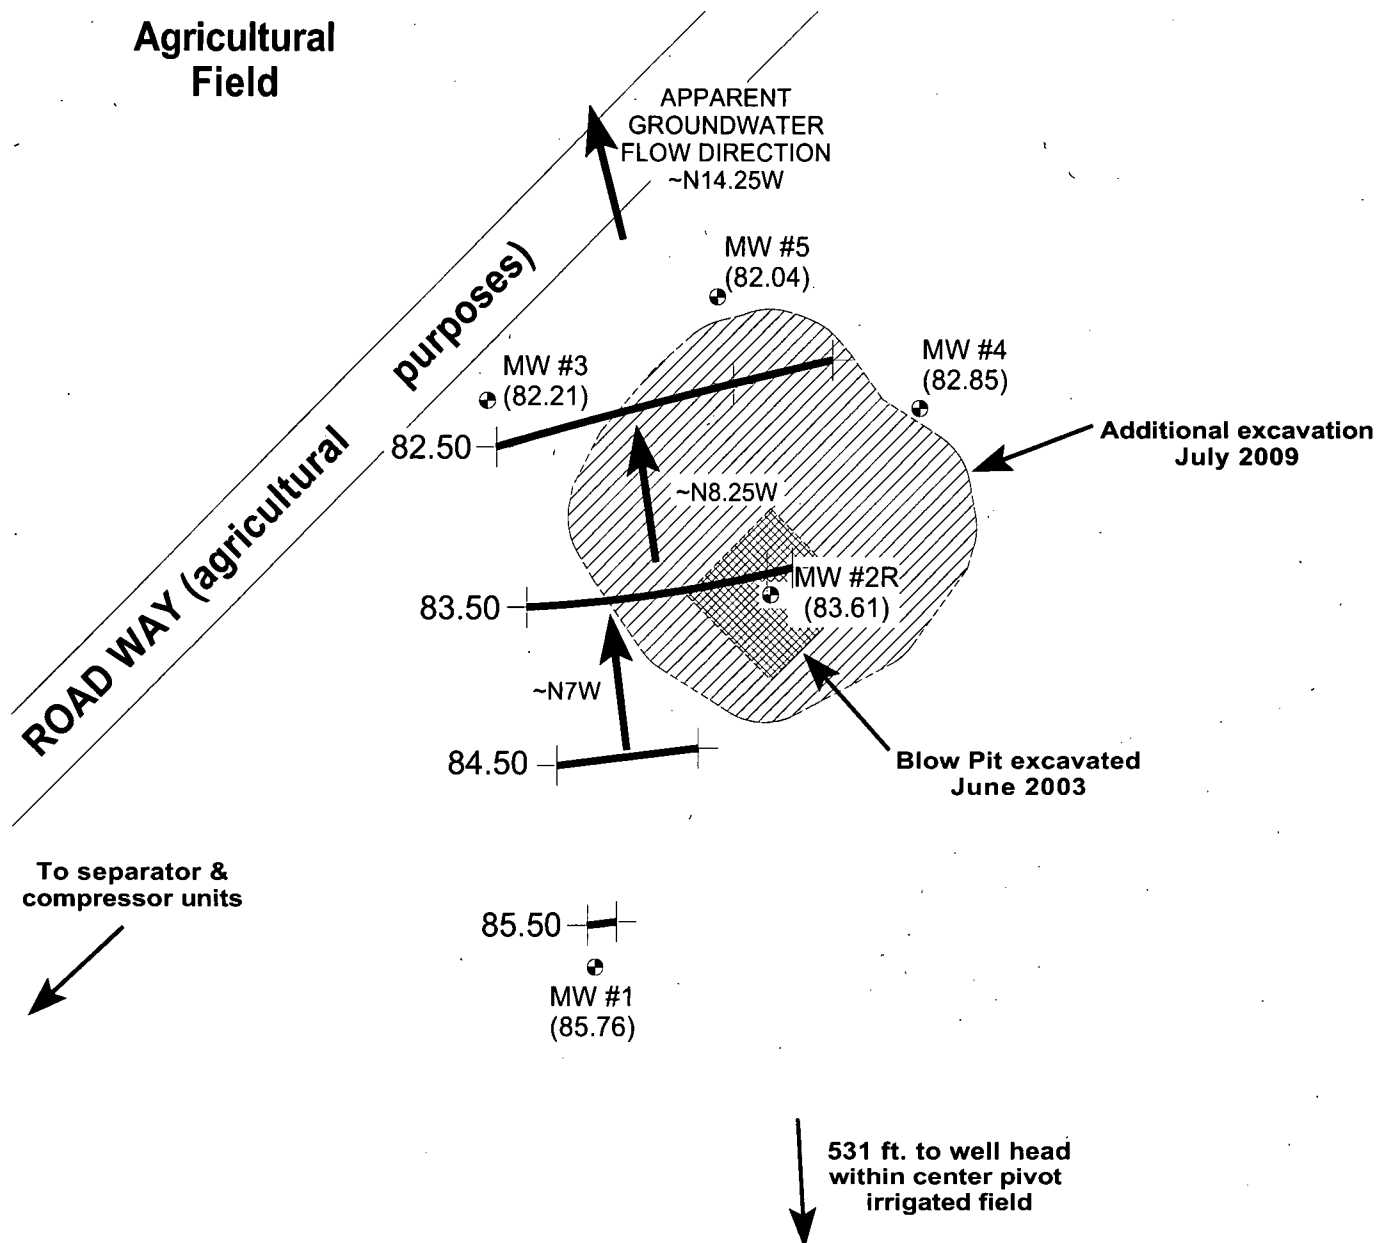 Agricultural
Field
APPARENT
GROUNDWATER
FLOW DIRECTION
~N14.25W
ROAD WAY (agricultural purposes)
MW #5
(82.04)
MW #3
(82.21)
MW #4
(82.85)
82.50
Additional excavation
July 2009
~N8.25W
MW #2R
(83.61)
83.50
~N7W
84.50
Blow Pit excavated
June 2003
To separator &
compressor units
85.50
MW #1
(85.76)
531 ft. to well head
within center pivot
irrigated field